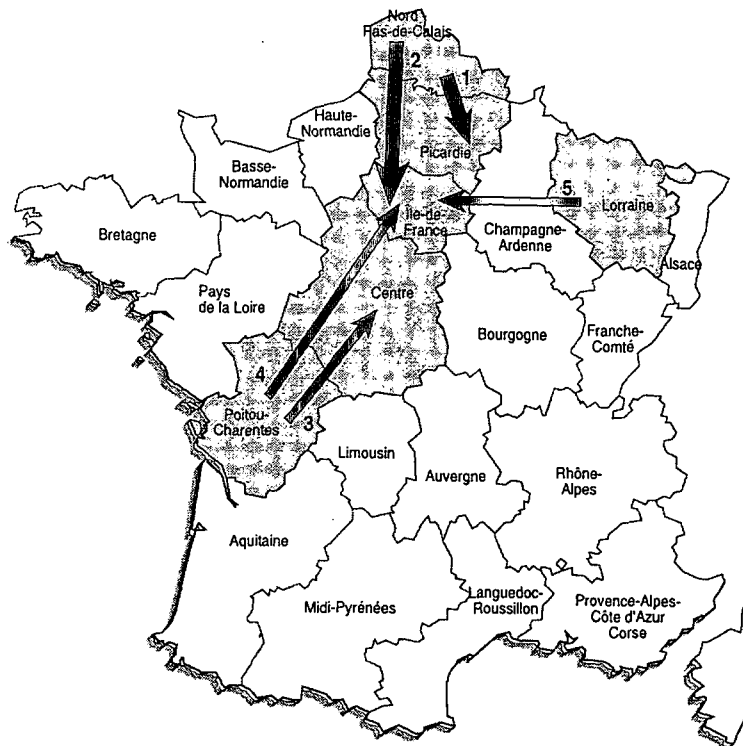 Nord
Pas-de-Calais
2
1
Haute-
Normandie
Picardie
Basse-
Normandie
5
Île-de-
France
Lorraine
Bretagne
Champagne-
Ardenne
Alsace
Pays
de la Loire
Centre
Bourgogne
Franche-
Comté
4
Poitou-
Charentes
3
Limousin
Auvergne
Rhône-
Alpes
Aquitaine
Midi-Pyrénées
Languedoc-
Roussillon
Provence-Alpes-
Côte d'Azur
Corse